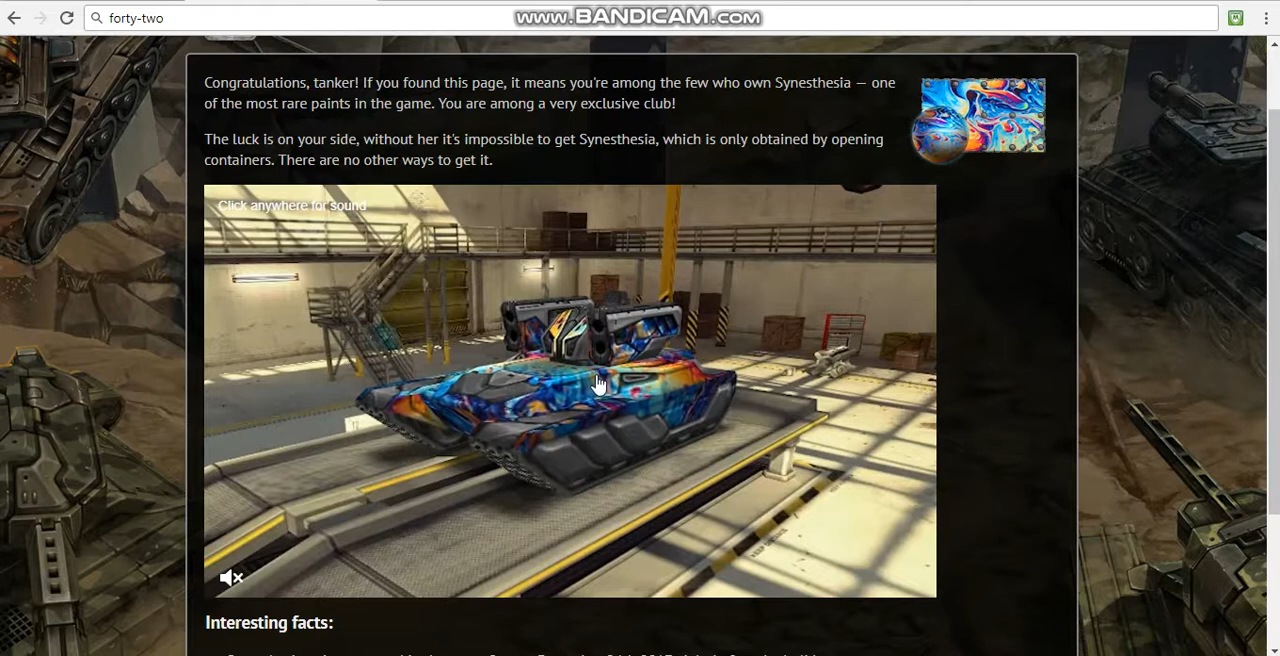 www.BANDICAM.com
forty-two
Congratulations, tanker! If you found this page, it means you're among the few who own Synesthesia — one
of the most rare paints in the game. You are among a very exclusive club!
The luck is on your side, without her it's impossible to get Synesthesia, which is only obtained by opening
containers. There are no other ways to get it.
Click anywhere for sound
Interesting facts: